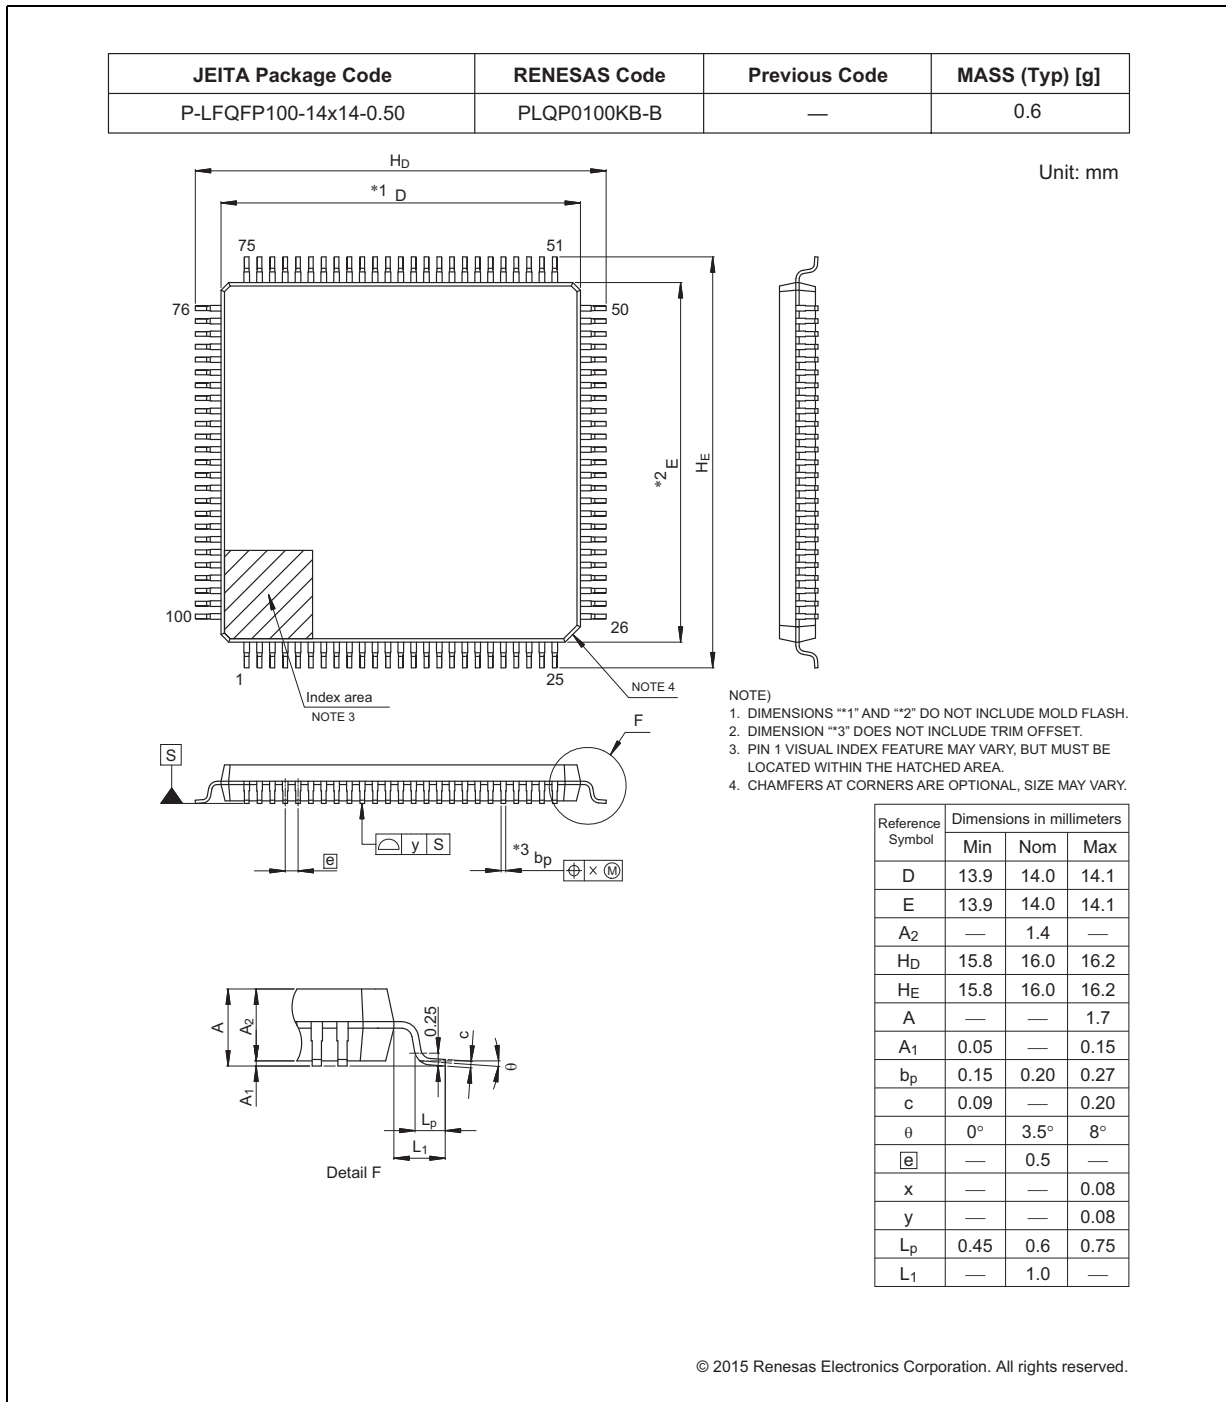 JEITA Package Code RENESAS Code Previous Code MASS (Typ) [g]
P-LFQFP100-14x14-0.50 PLQP0100KB-B — 0.6
Unit: mm
HD
*1 D
75 51
76 50
*2 E
HE
100 26
1 25
Index area
NOTE 3
NOTE 4
NOTE)
1. DIMENSIONS “*1” AND “*2” DO NOT INCLUDE MOLD FLASH.
2. DIMENSION “*3” DOES NOT INCLUDE TRIM OFFSET.
3. PIN 1 VISUAL INDEX FEATURE MAY VARY, BUT MUST BE
LOCATED WITHIN THE HATCHED AREA.
4. CHAMFERS AT CORNERS ARE OPTIONAL, SIZE MAY VARY.
F
S
y S
e
*3 bp
× M
A
A2
A1
0.25
c
θ
Lp
L1
Detail F
Reference Symbol Dimensions in millimeters
Min Nom Max
D 13.9 14.0 14.1
E 13.9 14.0 14.1
A2 — 1.4 —
HD 15.8 16.0 16.2
HE 15.8 16.0 16.2
A — — 1.7
A1 0.05 — 0.15
bp 0.15 0.20 0.27
c 0.09 — 0.20
θ 0° 3.5° 8°
e — 0.5 —
x — — 0.08
y — — 0.08
Lp 0.45 0.6 0.75
L1 — 1.0 —
© 2015 Renesas Electronics Corporation. All rights reserved.